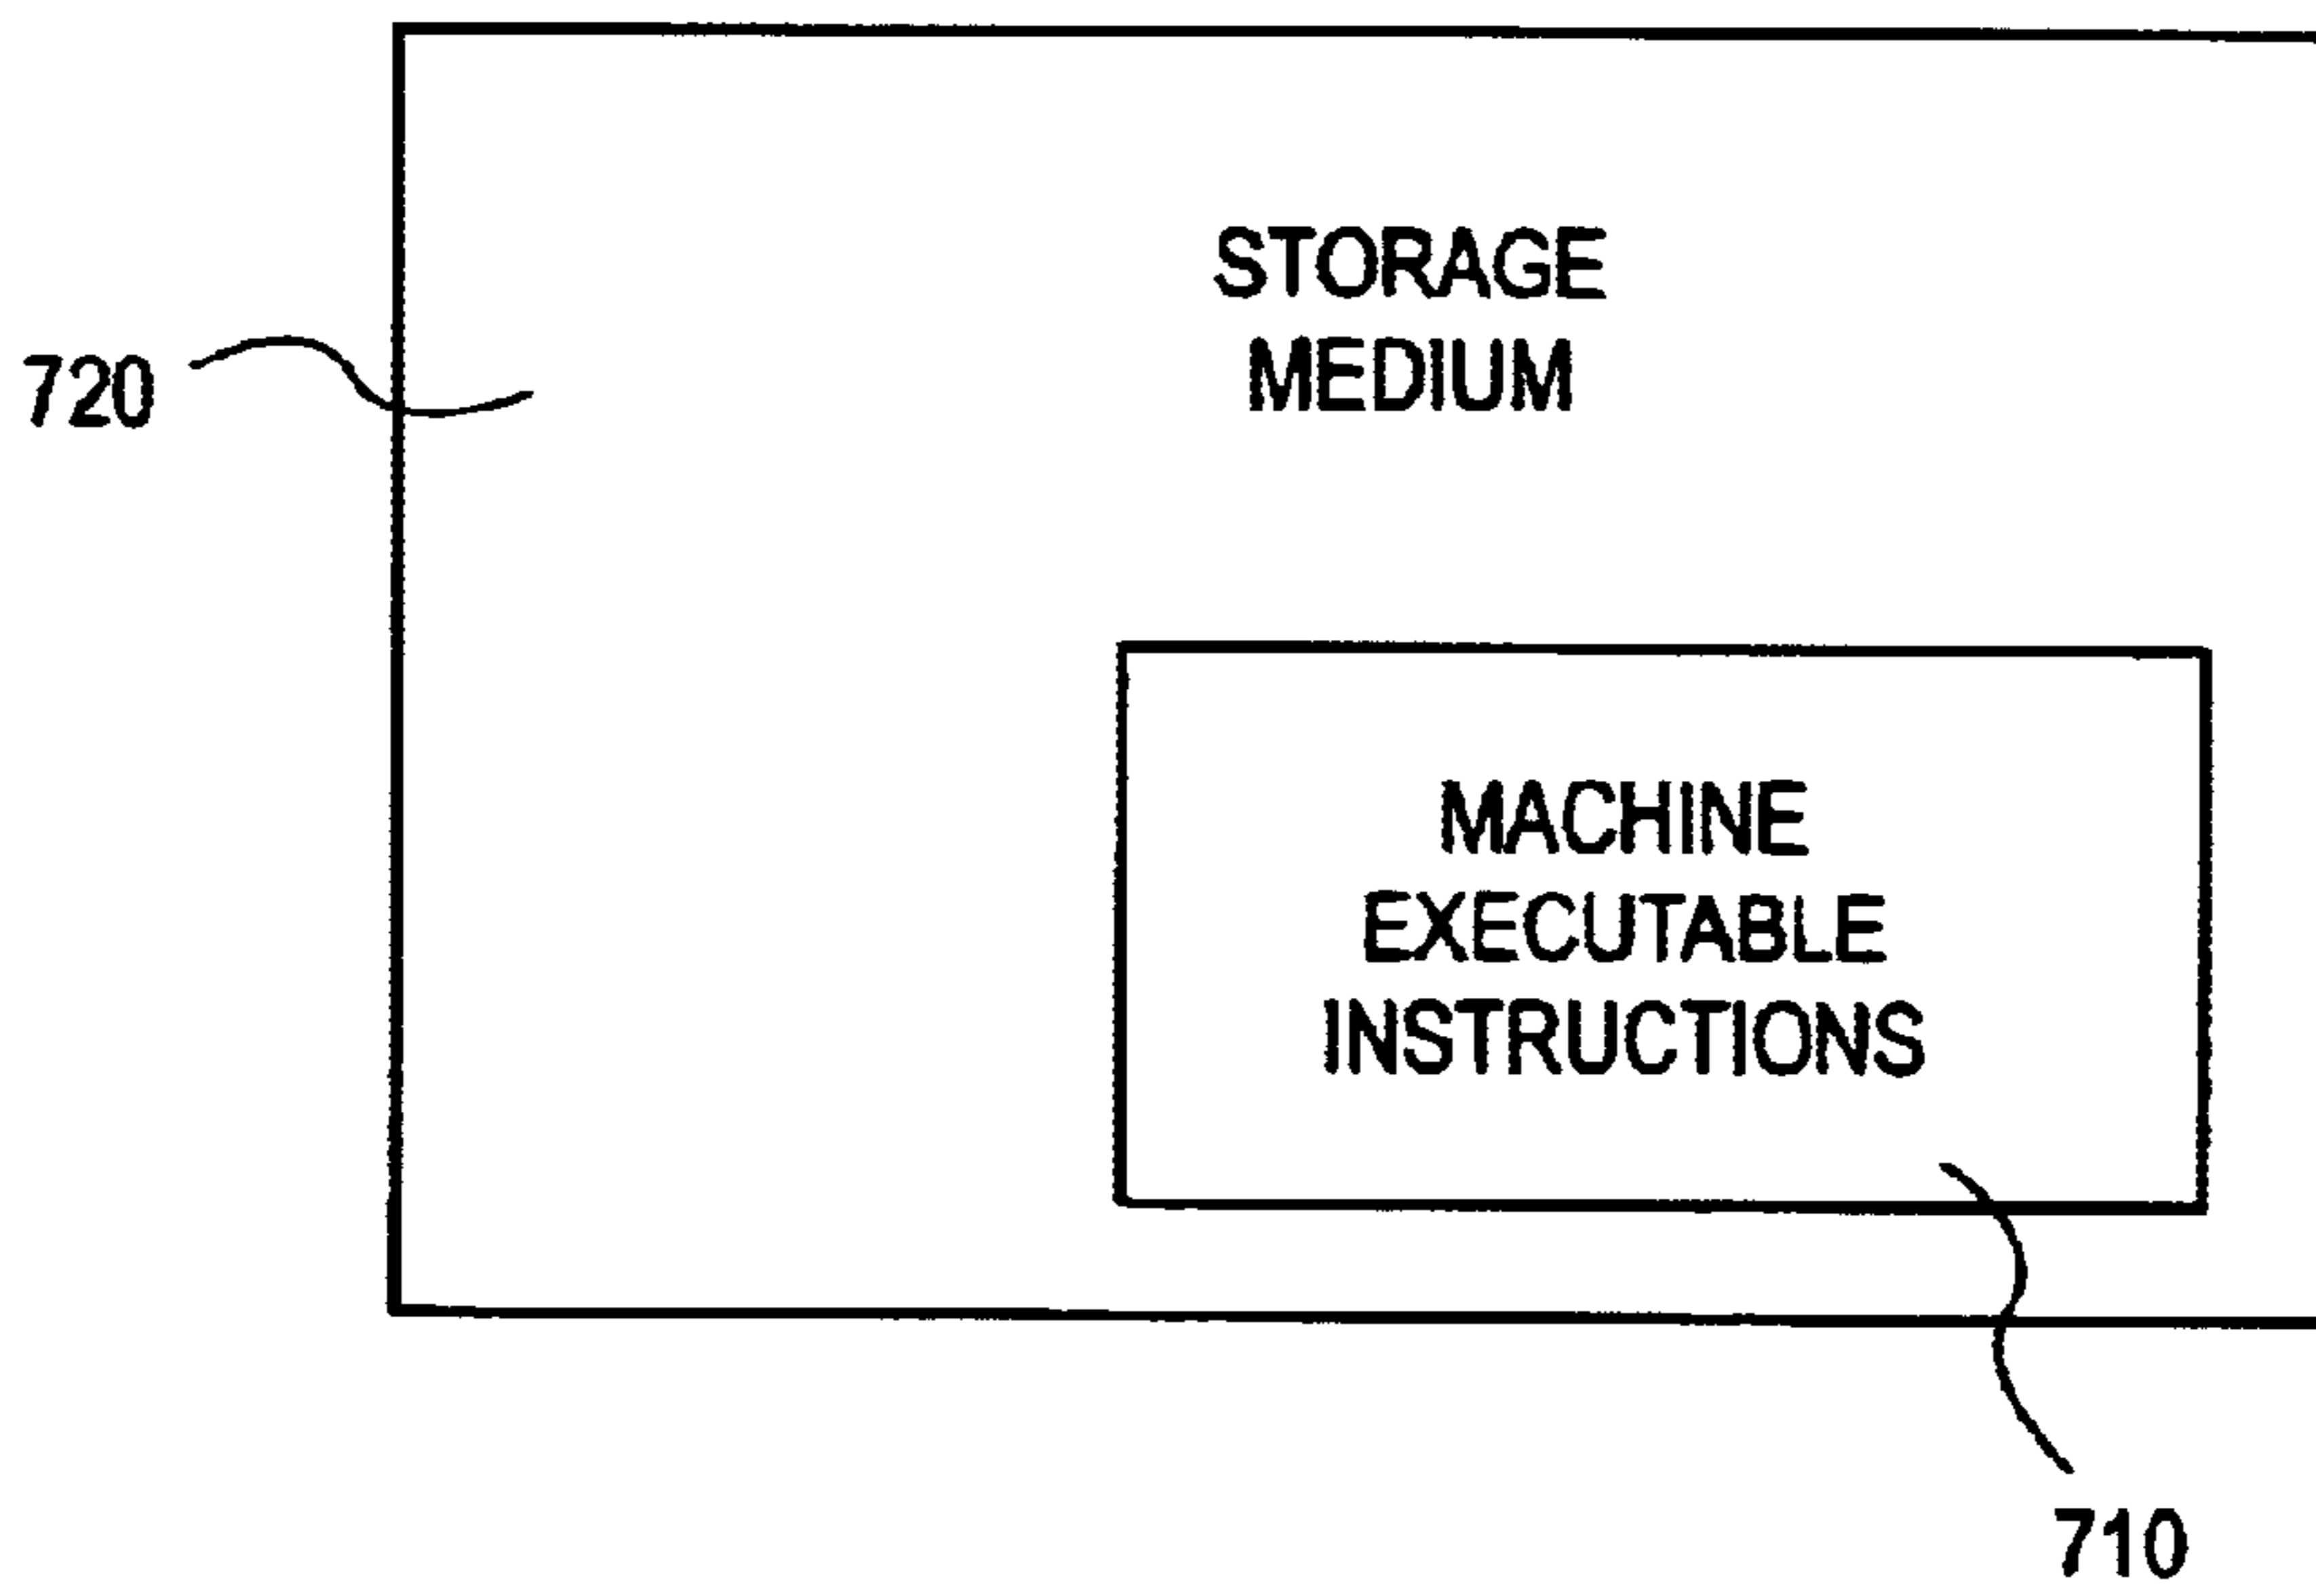 STORAGE
MEDIUM
720
MACHINE
EXECUTABLE
INSTRUCTIONS
710